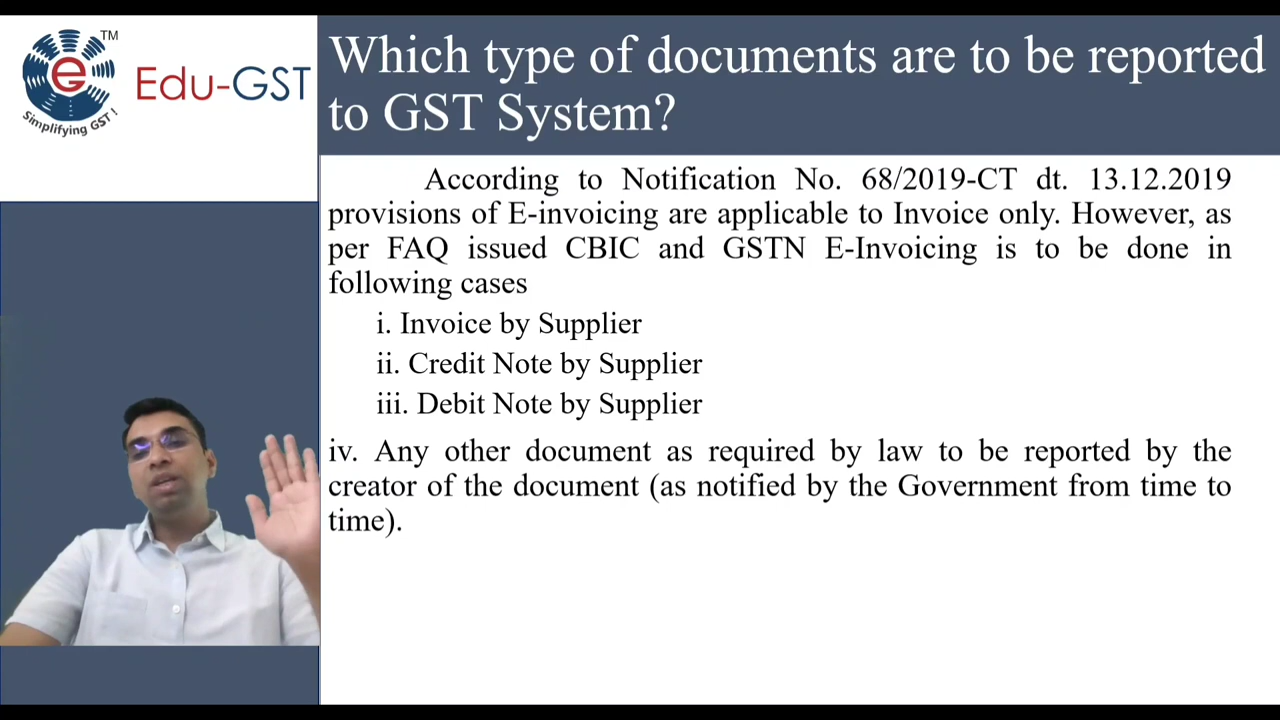 TM
e
Edu-GST
Simplifying GST !
Which type of documents are to be reported
to GST System?
According to Notification No. 68/2019-CT dt. 13.12.2019
provisions of E-invoicing are applicable to Invoice only. However, as
per FAQ issued CBIC and GSTN E-Invoicing is to be done in
following cases
i. Invoice by Supplier
ii. Credit Note by Supplier
iii. Debit Note by Supplier
iv. Any other document as required by law to be reported by the
creator of the document (as notified by the Government from time to
time).